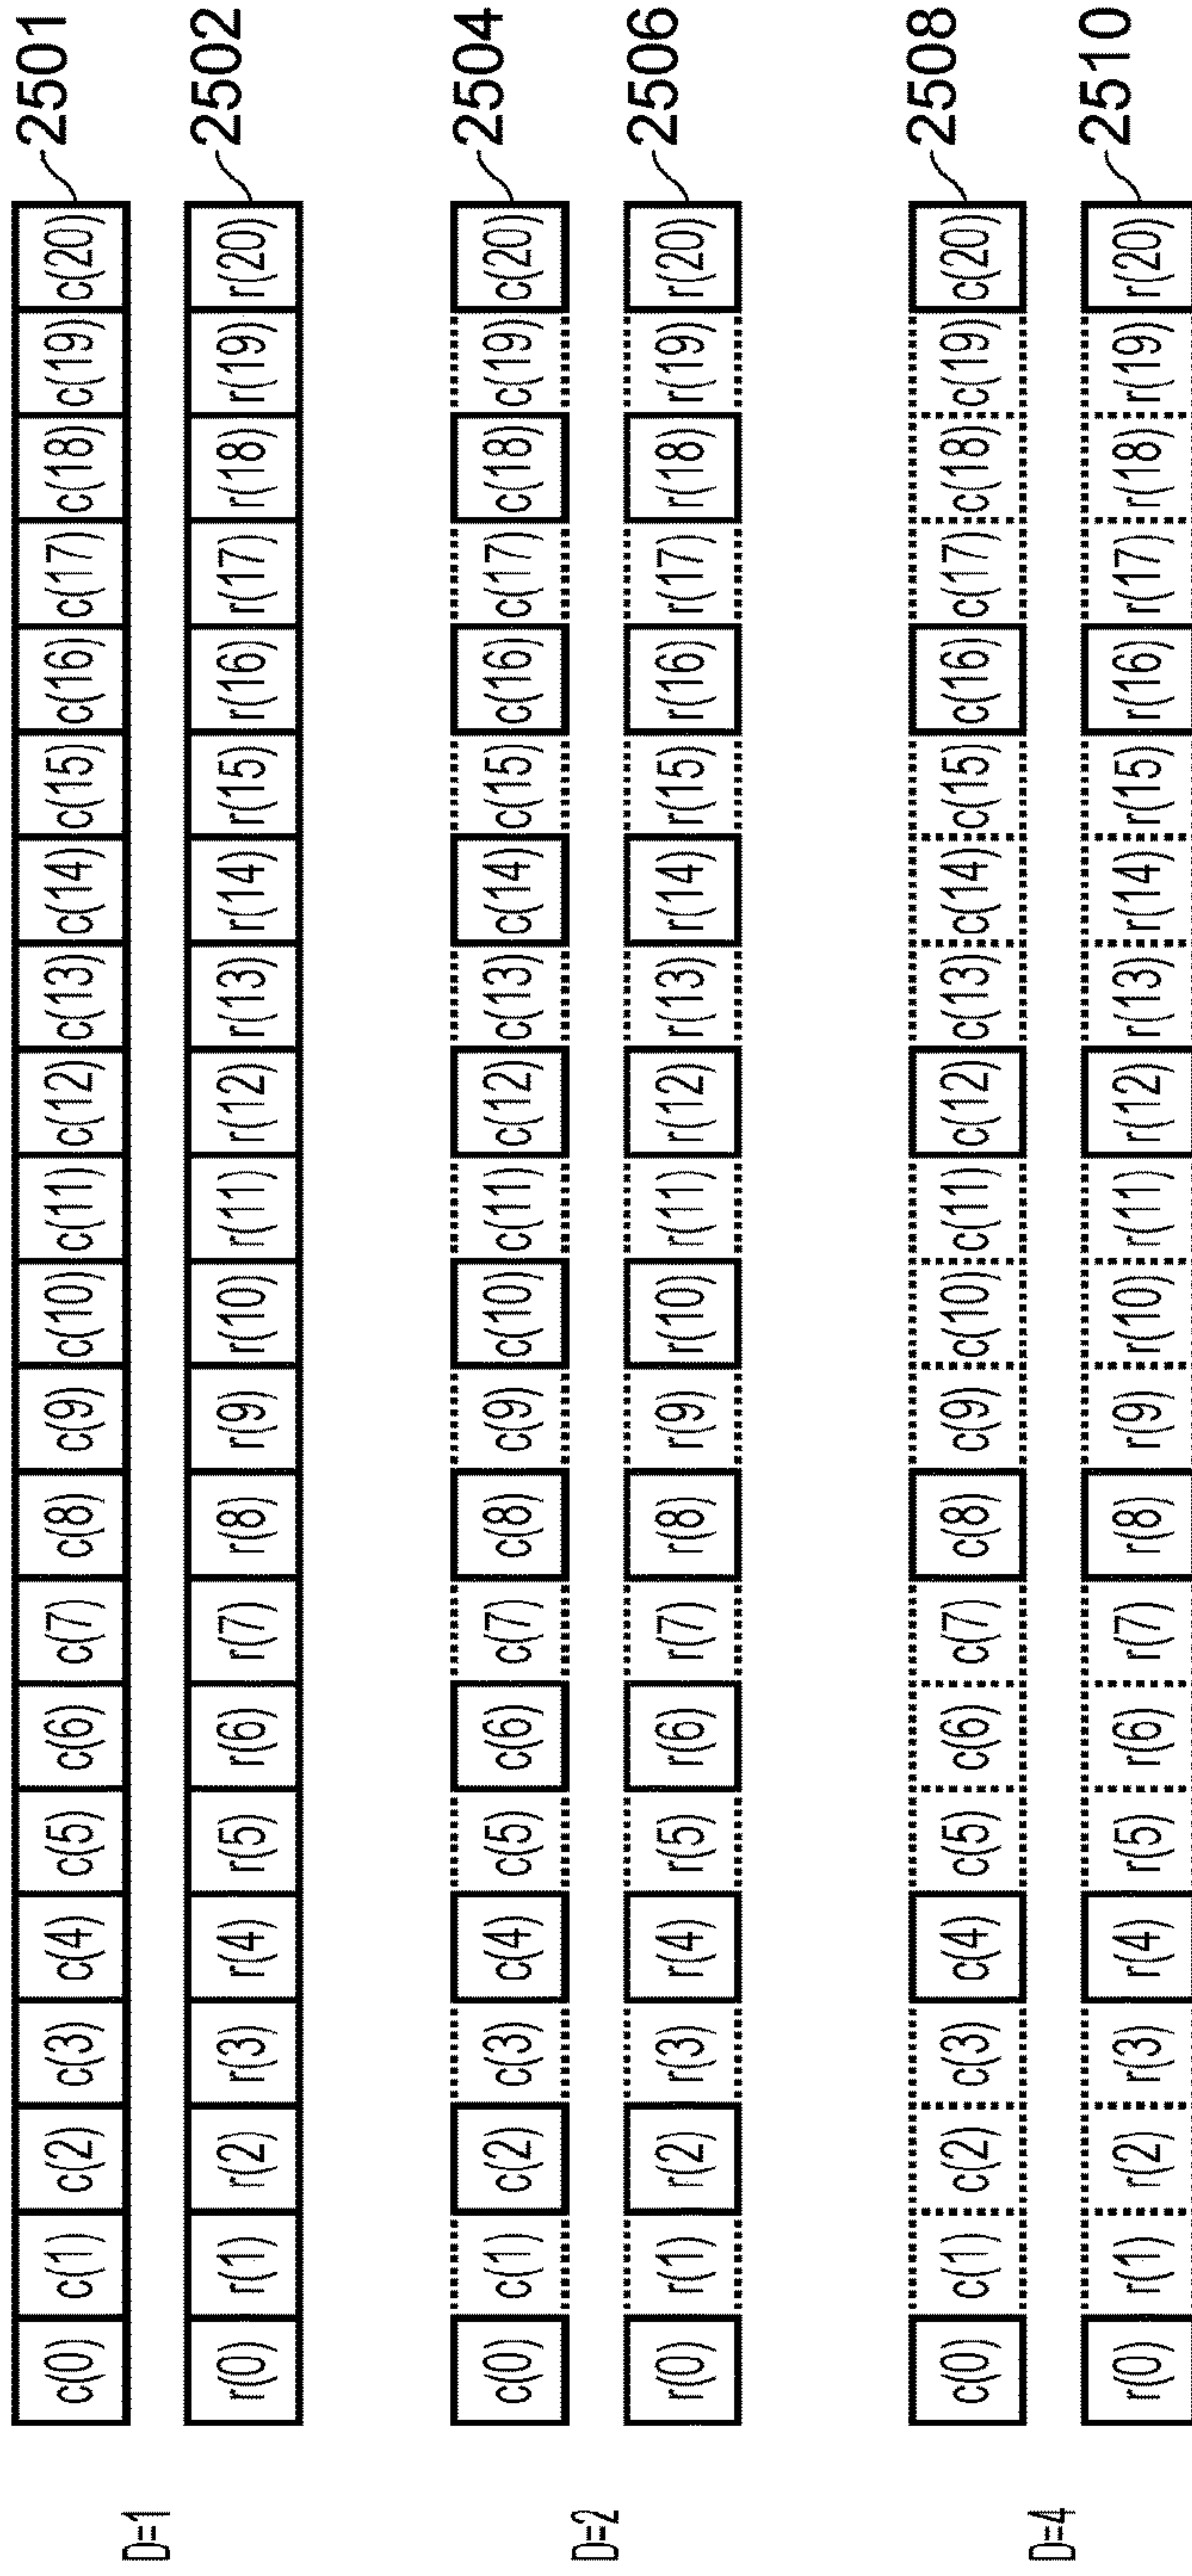 c(0) c(1) c(2) c(3) c(4) c(5) c(6) c(7) c(8) c(9) c(10) c(11) c(12) c(13) c(14) c(15) c(16) c(17) c(18) c(19) c(20) 2501
D=1
r(0) r(1) r(2) r(3) r(4) r(5) r(6) r(7) r(8) r(9) r(10) r(11) r(12) r(13) r(14) r(15) r(16) r(17) r(18) r(19) r(20) 2502
c(0) c(1) c(2) c(3) c(4) c(5) c(6) c(7) c(8) c(9) c(10) c(11) c(12) c(13) c(14) c(15) c(16) c(17) c(18) c(19) c(20) 2504
D=2
r(0) r(1) r(2) r(3) r(4) r(5) r(6) r(7) r(8) r(9) r(10) r(11) r(12) r(13) r(14) r(15) r(16) r(17) r(18) r(19) r(20) 2506
c(0) c(1) c(2) c(3) c(4) c(5) c(6) c(7) c(8) c(9) c(10) c(11) c(12) c(13) c(14) c(15) c(16) c(17) c(18) c(19) c(20) 2508
D=4
r(0) r(1) r(2) r(3) r(4) r(5) r(6) r(7) r(8) r(9) r(10) r(11) r(12) r(13) r(14) r(15) r(16) r(17) r(18) r(19) r(20) 2510